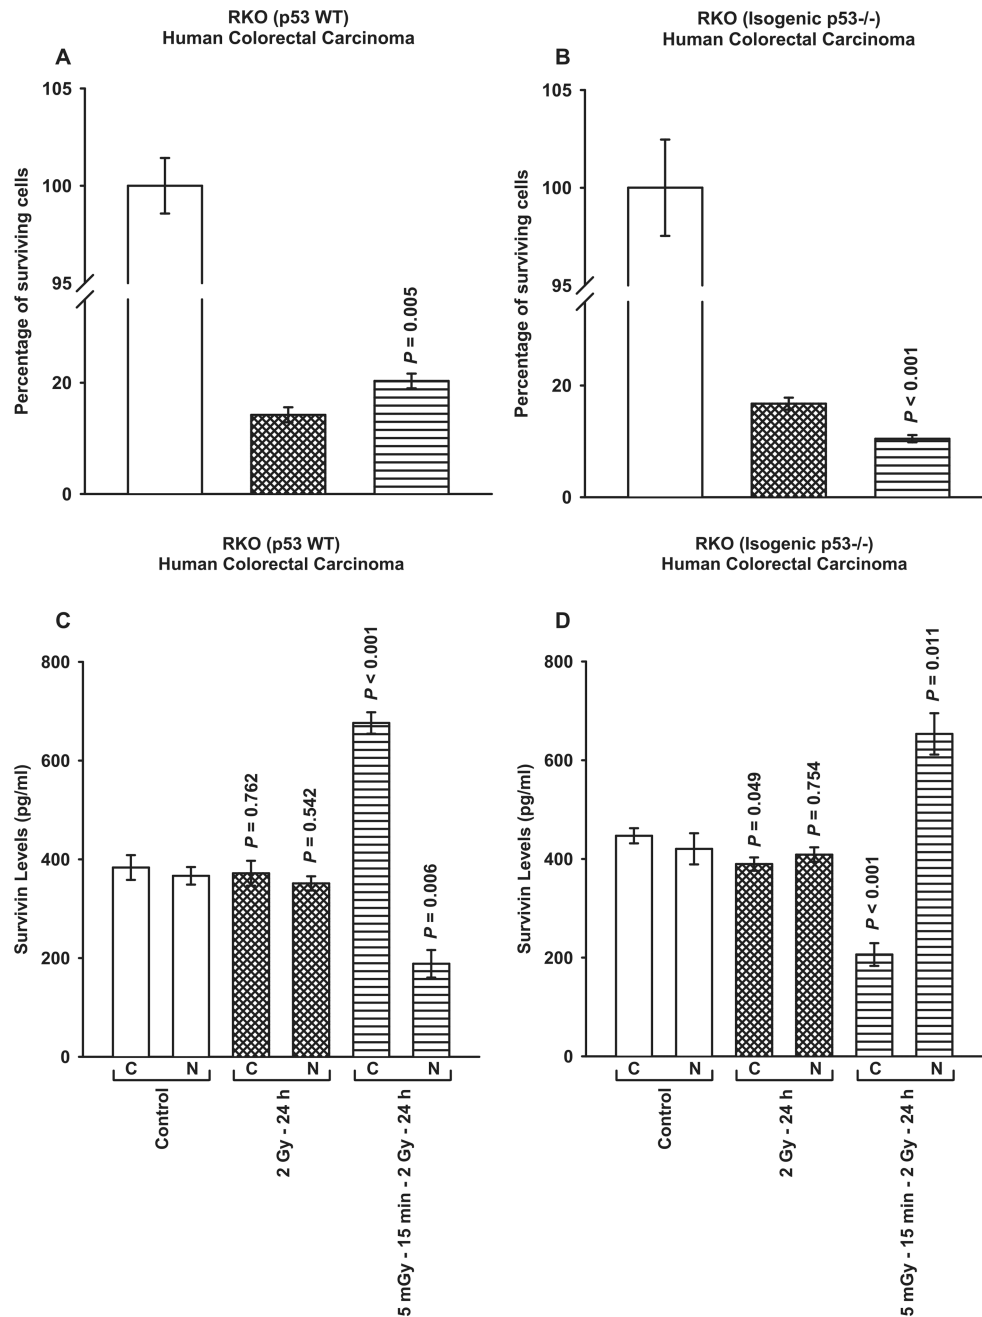 RKO (p53 WT)
Human Colorectal Carcinoma
A
105
100
95
20
0
Percentage of surviving cells
P = 0.005
RKO (Isogenic p53-/-)
Human Colorectal Carcinoma
B
105
100
95
20
0
Percentage of surviving cells
P < 0.001
RKO (p53 WT)
Human Colorectal Carcinoma
C
800
600
400
200
0
Survivin Levels (pg/ml)
P = 0.762
P = 0.542
P < 0.001
P = 0.006
C N C N C N
Control
2 Gy - 24 h
5 mGy - 15 min - 2 Gy - 24 h
RKO (Isogenic p53-/-)
Human Colorectal Carcinoma
D
800
600
400
200
0
Survivin Levels (pg/ml)
P = 0.049
P = 0.754
P < 0.001
P = 0.011
C N C N C N
Control
2 Gy - 24 h
5 mGy - 15 min - 2 Gy - 24 h